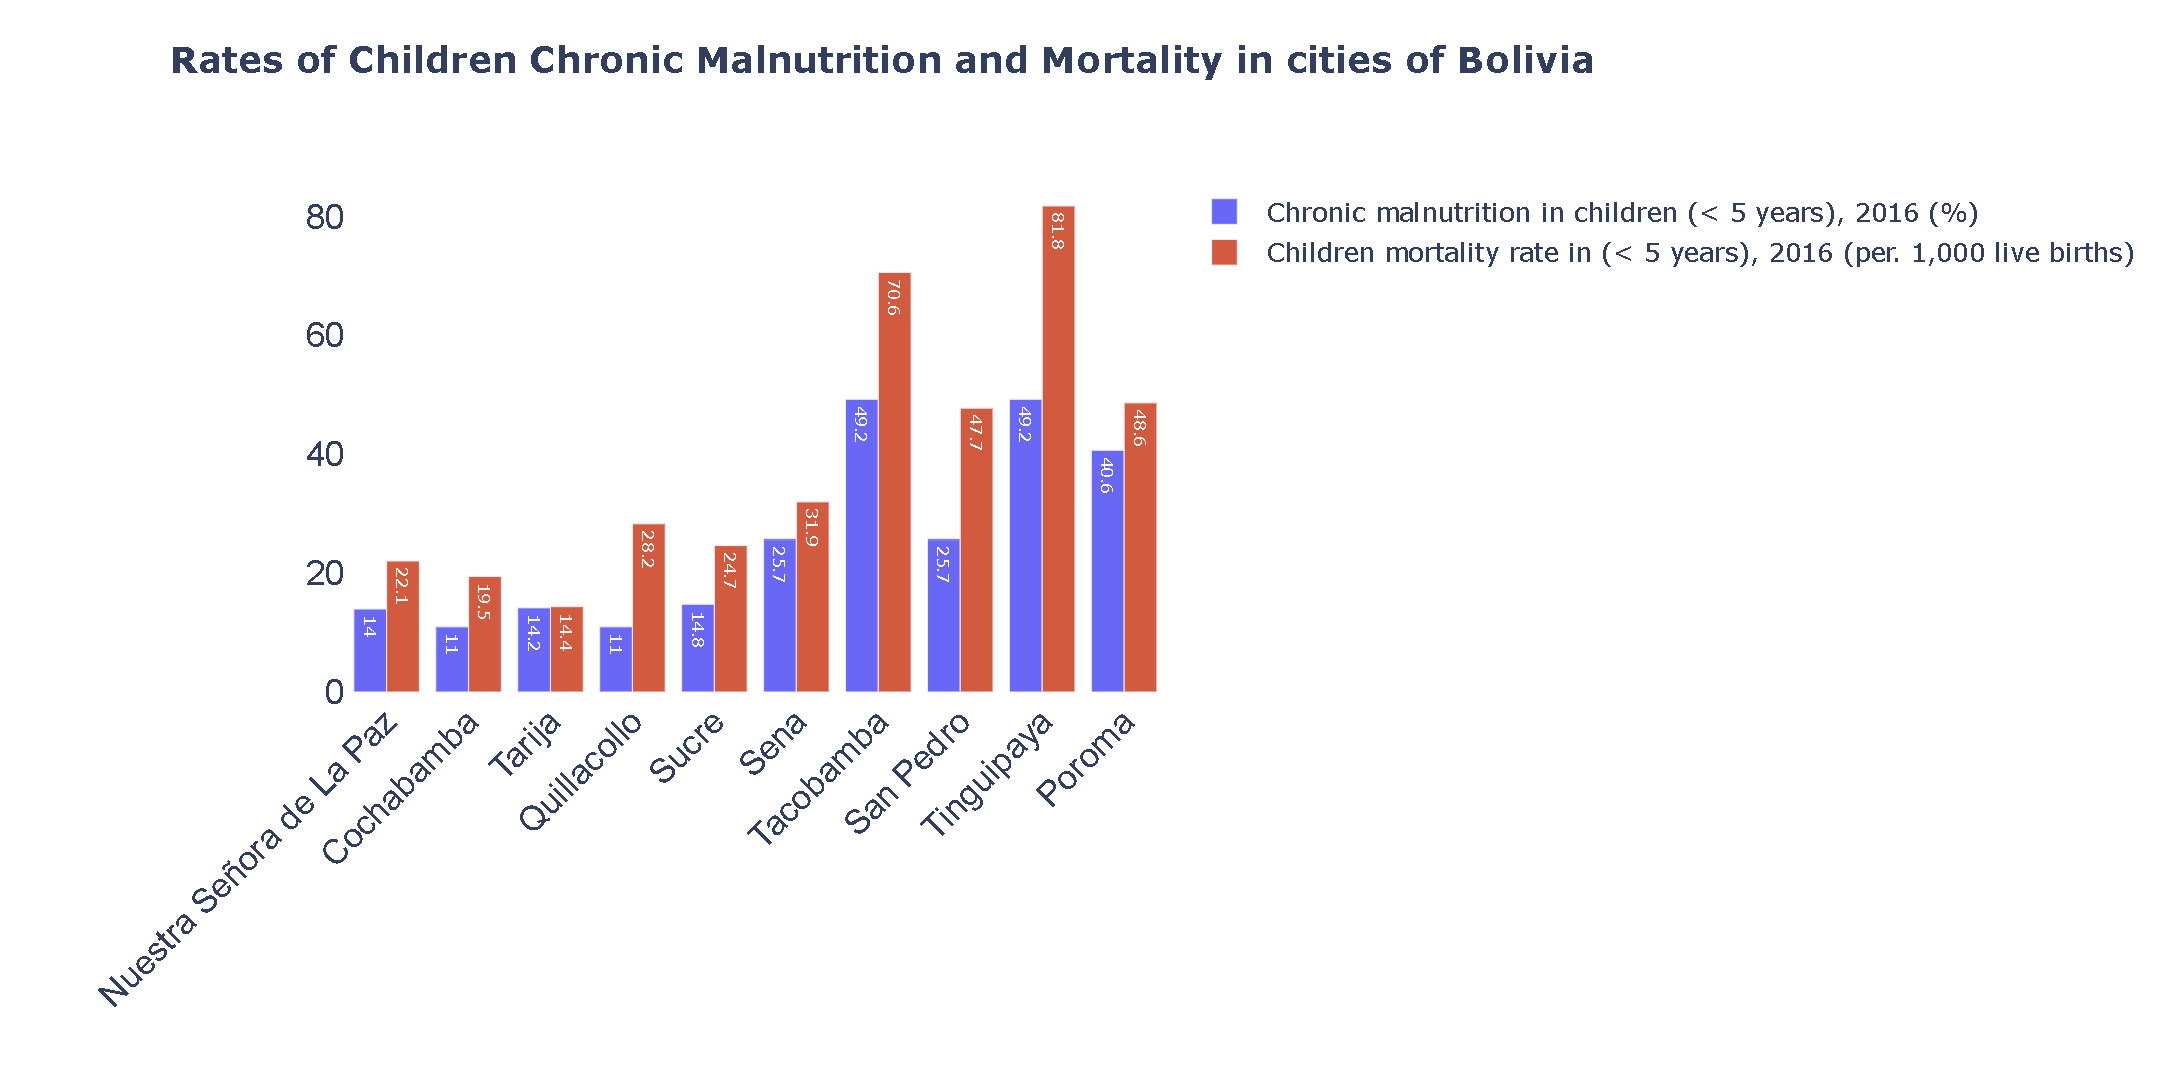 Rates of Children Chronic Malnutrition and Mortality in cities of Bolivia
Chronic malnutrition in children (< 5 years), 2016 (%)
Children mortality rate in (< 5 years), 2016 (per. 1,000 live births)
80
60
40
20
0
14
22.1
11
19.5
14.2
14.4
11
28.2
14.8
24.7
25.7
31.9
49.2
70.6
25.7
47.7
49.2
81.8
40.6
48.6
Nuestra Señora de La Paz
Cochabamba
Tarija
Quillacollo
Sucre
Sena
Tacobamba
San Pedro
Tinguipaya
Poroma